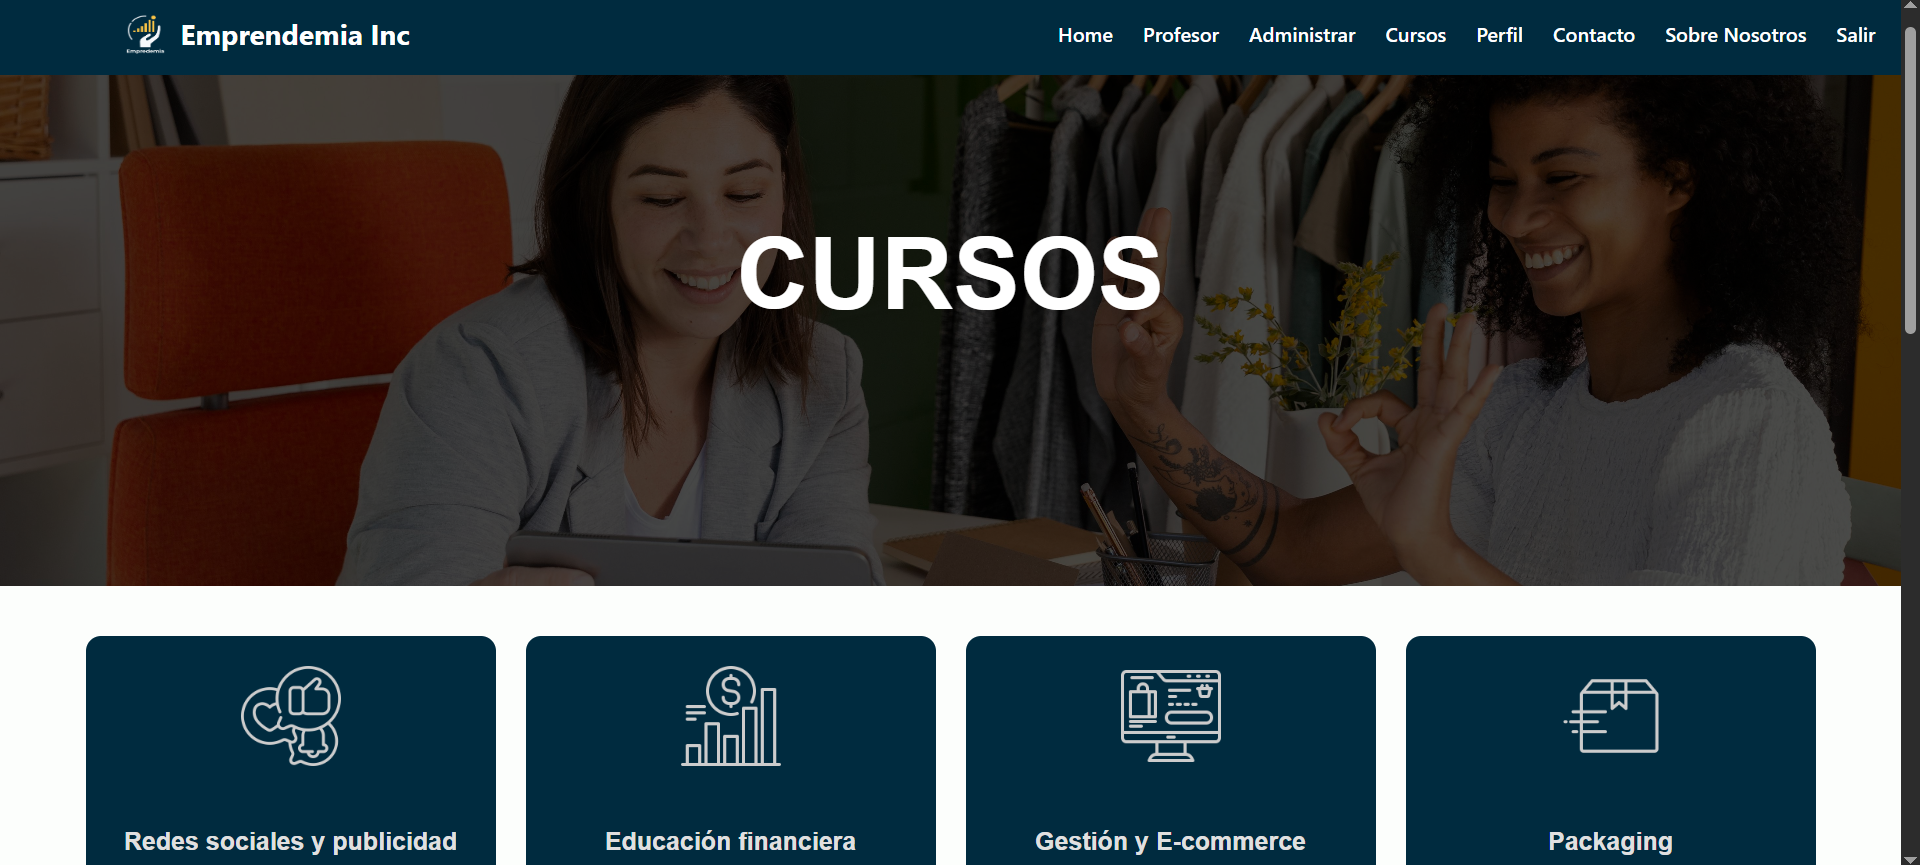 Empredemia
Emprendemia Inc
Home
Profesor
Administrar
Cursos
Perfil
Contacto
Sobre Nosotros
Salir
CURSOS
Redes sociales y publicidad
Educación financiera
Gestión y E-commerce
Packaging